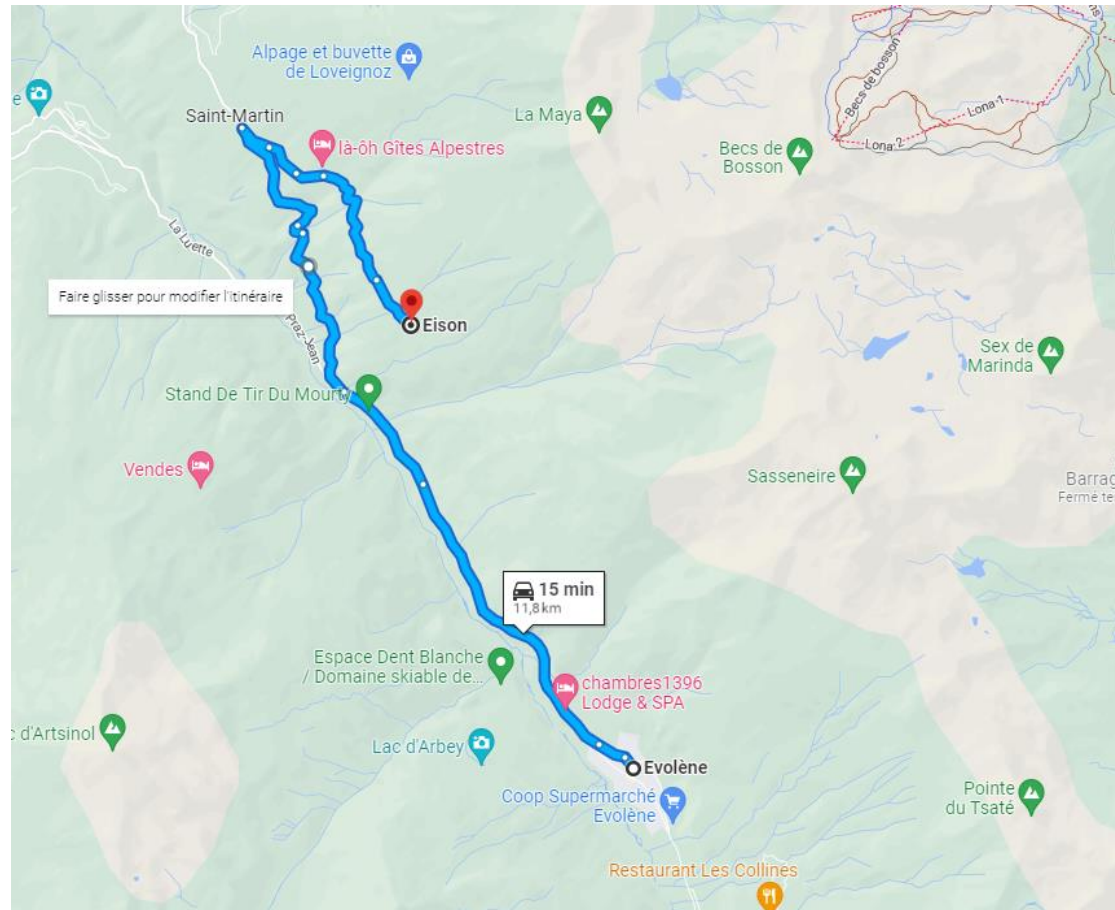 Alpage et buvette
de Loveignoz
La Maya
Becs de bosson
Lona 1
Lona 2
e
Saint-Martin
là-ôh Gîtes Alpestres
Becs de
Bosson
La Luette
Faire glisser pour modifier l'itinéraire
Praz-Jean
Eison
Sex de
Marinda
Stand De Tir Du Mourty
Vendes
Sasseneire
Barrag
Fermé te
15 min
11,8 km
Espace Dent Blanche
/ Domaine skiable de...
chambres1396
Lodge & SPA
c d'Artsinol
Lac d'Arbey
Evolène
Coop Supermarché
Evolène
Pointe
du Tsaté
Restaurant Les Collines